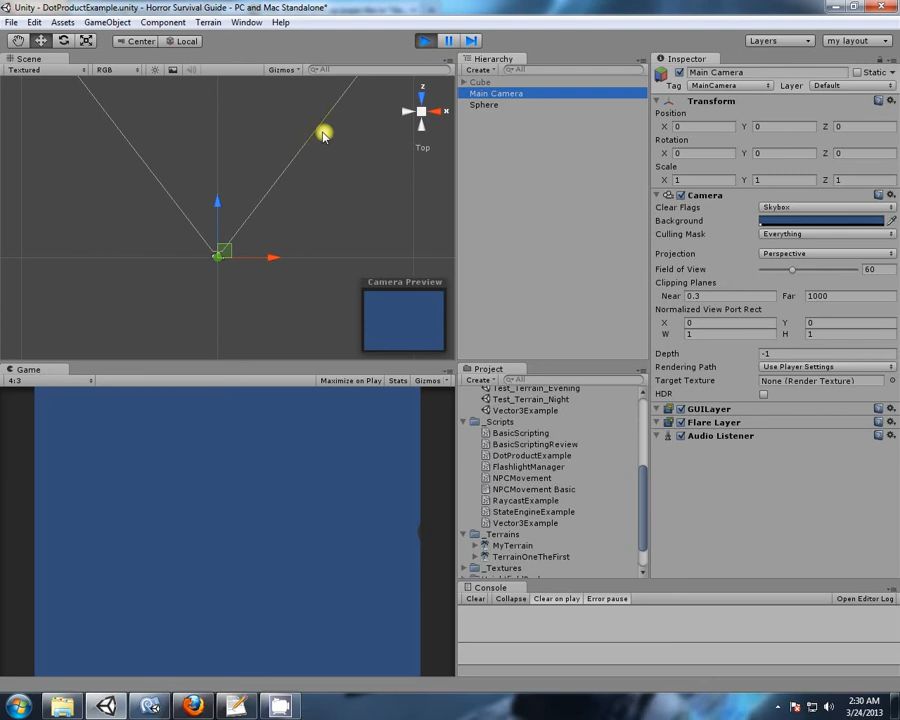 Unity - DotProductExample.unity - Horror Survival Guide - PC and Mac Standalone*
File Edit Assets GameObject Component Terrain Window Help
Center Local Layers my layout
Scene
Textured RGB Gizmos All
z
x
Top
Camera Preview
Hierarchy
Create All
Cube
Main Camera
Sphere
Inspector
Main Camera Static
Tag MainCamera Layer Default
Transform
Position
X 0 Y 0 Z 0
Rotation
X 0 Y 0 Z 0
Scale
X 1 Y 1 Z 1
Camera
Clear Flags Skybox
Background
Culling Mask Everything
Projection Perspective
Field of View 60
Clipping Planes
Near 0.3 Far 1000
Normalized View Port Rect
X 0 Y 0
W 1 H 1
Depth -1
Rendering Path Use Player Settings
Target Texture None (Render Texture)
HDR
GUILayer
Flare Layer
Audio Listener
Game
4:3 Maximize on Play Stats Gizmos
Project
Create All
Test_Terrain_Evening
Test_Terrain_Night
Vector3Example
_Scripts
BasicScripting
BasicScriptingReview
DotProductExample
FlashlightManager
NPCMovement
NPCMovement Basic
RaycastExample
StateEngineExample
Vector3Example
_Terrains
MyTerrain
TerrainOneTheFirst
_Textures
Console
Clear Collapse Clear on play Error pause Open Editor Log
2:30 AM
3/24/2013